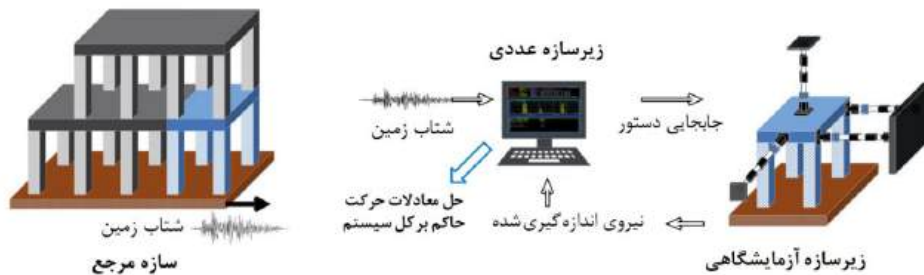 زیرسازه عددی
شتاب زمین
جابجایی دستور
حل معادلات حرکت
حاکم بر کل سیستم
نیروی اندازه گیری شده
شتاب زمین
سازه مرجع
زیرسازه آزمایشگاهی